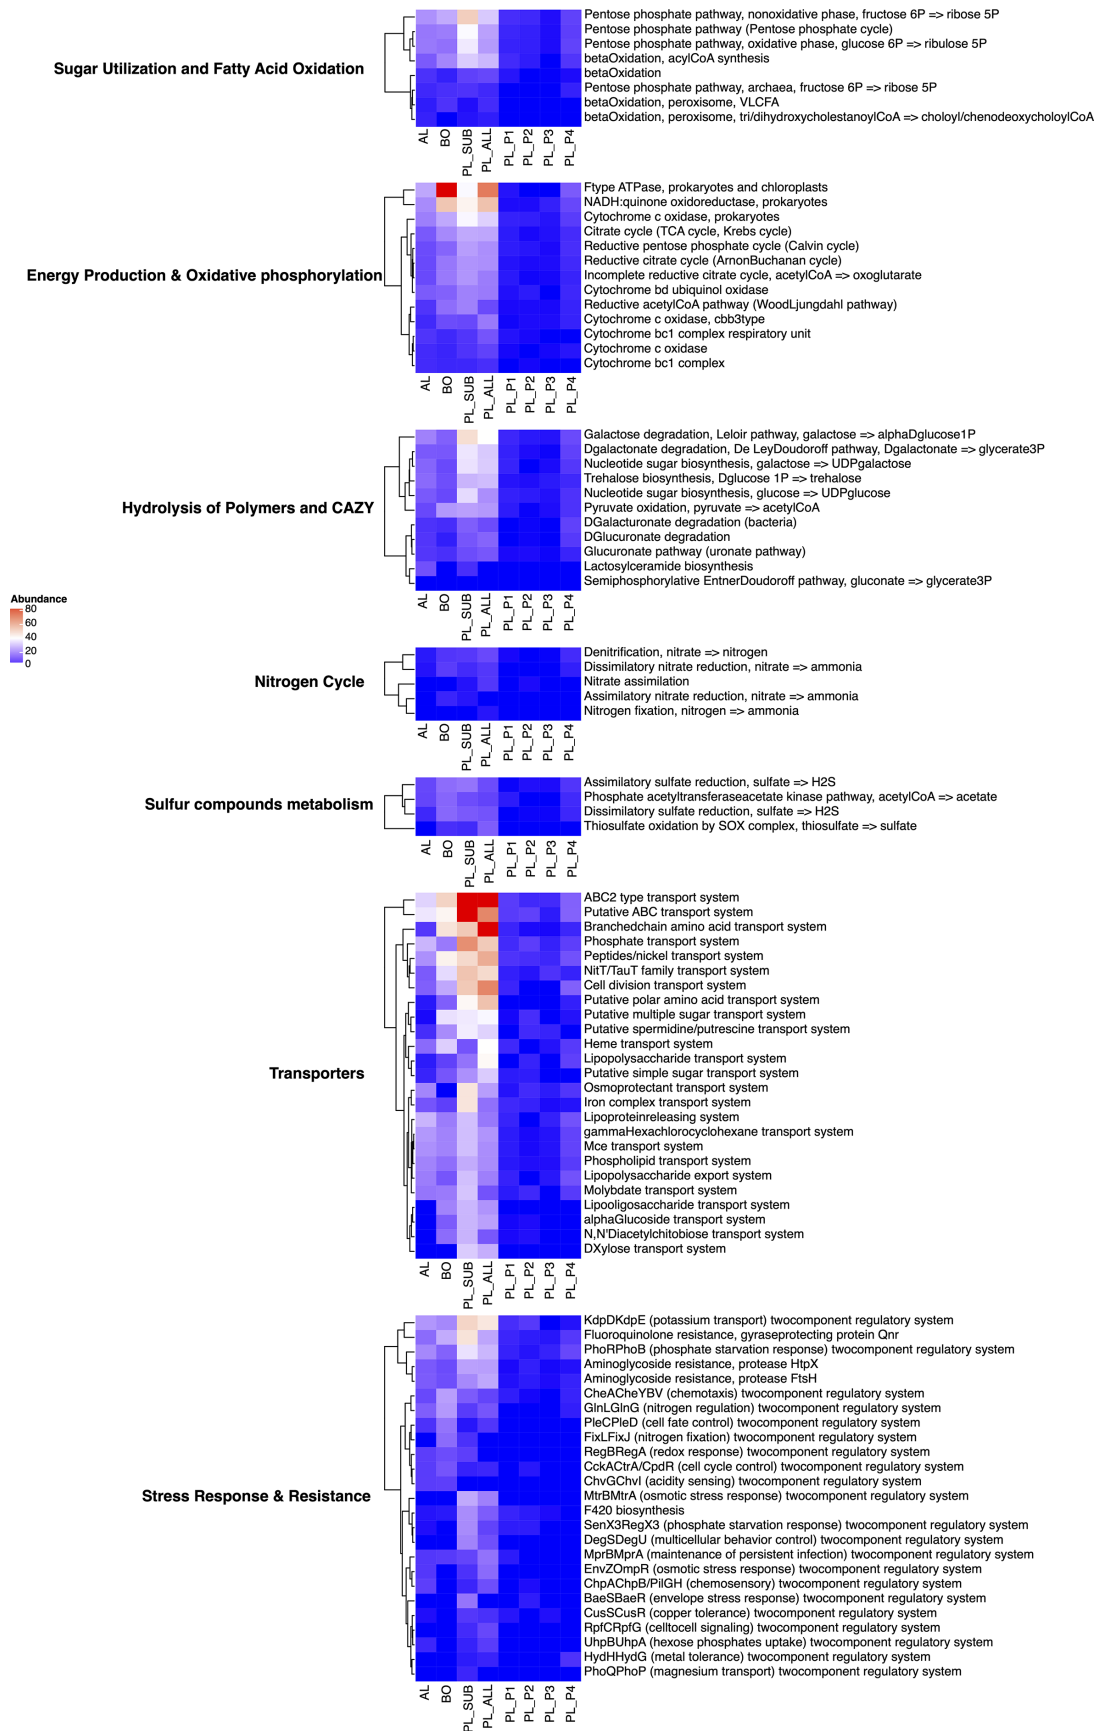 Sugar Utilization and Fatty Acid Oxidation
Pentose phosphate pathway, nonoxidative phase, fructose 6P => ribose 5P
Pentose phosphate pathway (Pentose phosphate cycle)
Pentose phosphate pathway, oxidative phase, glucose 6P => ribulose 5P
betaOxidation, acylCoA synthesis
betaOxidation
Pentose phosphate pathway, archaea, fructose 6P => ribose 5P
betaOxidation, peroxisome, VLCFA
betaOxidation, peroxisome, tri/dihydroxycholestanoylCoA => choloyl/chenodeoxycholoylCoA
AL BO PL_SUB PL_ALL PL_P1 PL_P2 PL_P3 PL_P4
Energy Production & Oxidative phosphorylation
Ftype ATPase, prokaryotes and chloroplasts
NADH:quinone oxidoreductase, prokaryotes
Cytochrome c oxidase, prokaryotes
Citrate cycle (TCA cycle, Krebs cycle)
Reductive pentose phosphate cycle (Calvin cycle)
Reductive citrate cycle (ArnonBuchanan cycle)
Incomplete reductive citrate cycle, acetylCoA => oxoglutarate
Cytochrome bd ubiquinol oxidase
Reductive acetylCoA pathway (WoodLjungdahl pathway)
Cytochrome c oxidase, cbb3type
Cytochrome bc1 complex respiratory unit
Cytochrome c oxidase
Cytochrome bc1 complex
AL BO PL_SUB PL_ALL PL_P1 PL_P2 PL_P3 PL_P4
Hydrolysis of Polymers and CAZY
Galactose degradation, Leloir pathway, galactose => alphaDglucose1P
Dgalactonate degradation, De LeyDoudoroff pathway, Dgalactonate => glycerate3P
Nucleotide sugar biosynthesis, galactose => UDPgalactose
Trehalose biosynthesis, Dglucose 1P => trehalose
Nucleotide sugar biosynthesis, glucose => UDPglucose
Pyruvate oxidation, pyruvate => acetylCoA
DGalacturonate degradation (bacteria)
DGlucuronate degradation
Glucuronate pathway (uronate pathway)
Lactosylceramide biosynthesis
Semiphosphorylative EntnerDoudoroff pathway, gluconate => glycerate3P
AL BO PL_SUB PL_ALL PL_P1 PL_P2 PL_P3 PL_P4
Abundance
80
60
40
20
0
Nitrogen Cycle
Denitrification, nitrate => nitrogen
Dissimilatory nitrate reduction, nitrate => ammonia
Nitrate assimilation
Assimilatory nitrate reduction, nitrate => ammonia
Nitrogen fixation, nitrogen => ammonia
AL BO PL_SUB PL_ALL PL_P1 PL_P2 PL_P3 PL_P4
Sulfur compounds metabolism
Assimilatory sulfate reduction, sulfate => H2S
Phosphate acetyltransferaseacetate kinase pathway, acetylCoA => acetate
Dissimilatory sulfate reduction, sulfate => H2S
Thiosulfate oxidation by SOX complex, thiosulfate => sulfate
AL BO PL_SUB PL_ALL PL_P1 PL_P2 PL_P3 PL_P4
Transporters
ABC2 type transport system
Putative ABC transport system
Branchedchain amino acid transport system
Phosphate transport system
Peptides/nickel transport system
NitT/TauT family transport system
Cell division transport system
Putative polar amino acid transport system
Putative multiple sugar transport system
Putative spermidine/putrescine transport system
Heme transport system
Lipopolysaccharide transport system
Putative simple sugar transport system
Osmoprotectant transport system
Iron complex transport system
Lipoproteinreleasing system
gammaHexachlorocyclohexane transport system
Mce transport system
Phospholipid transport system
Lipopolysaccharide export system
Molybdate transport system
Lipooligosaccharide transport system
alphaGlucoside transport system
N,N'Diacetylchitobiose transport system
DXylose transport system
AL BO PL_SUB PL_ALL PL_P1 PL_P2 PL_P3 PL_P4
Stress Response & Resistance
KdpDKdpE (potassium transport) twocomponent regulatory system
Fluoroquinolone resistance, gyraseprotecting protein Qnr
PhoRPhoB (phosphate starvation response) twocomponent regulatory system
Aminoglycoside resistance, protease HtpX
Aminoglycoside resistance, protease FtsH
CheACheYBV (chemotaxis) twocomponent regulatory system
GlnLGlnG (nitrogen regulation) twocomponent regulatory system
PleCPleD (cell fate control) twocomponent regulatory system
FixLFixJ (nitrogen fixation) twocomponent regulatory system
RegBRegA (redox response) twocomponent regulatory system
CckACtrA/CpdR (cell cycle control) twocomponent regulatory system
ChvGChvI (acidity sensing) twocomponent regulatory system
MtrBMtrA (osmotic stress response) twocomponent regulatory system
F420 biosynthesis
SenX3RegX3 (phosphate starvation response) twocomponent regulatory system
DegSDegU (multicellular behavior control) twocomponent regulatory system
MprBMprA (maintenance of persistent infection) twocomponent regulatory system
EnvZOmpR (osmotic stress response) twocomponent regulatory system
ChpAChpB/PilGH (chemosensory) twocomponent regulatory system
BaeSBaeR (envelope stress response) twocomponent regulatory system
CusSCusR (copper tolerance) twocomponent regulatory system
RpfCRpfG (celltocell signaling) twocomponent regulatory system
UhpBUhpA (hexose phosphates uptake) twocomponent regulatory system
HydHHydG (metal tolerance) twocomponent regulatory system
PhoQPhoP (magnesium transport) twocomponent regulatory system
AL BO PL_SUB PL_ALL PL_P1 PL_P2 PL_P3 PL_P4